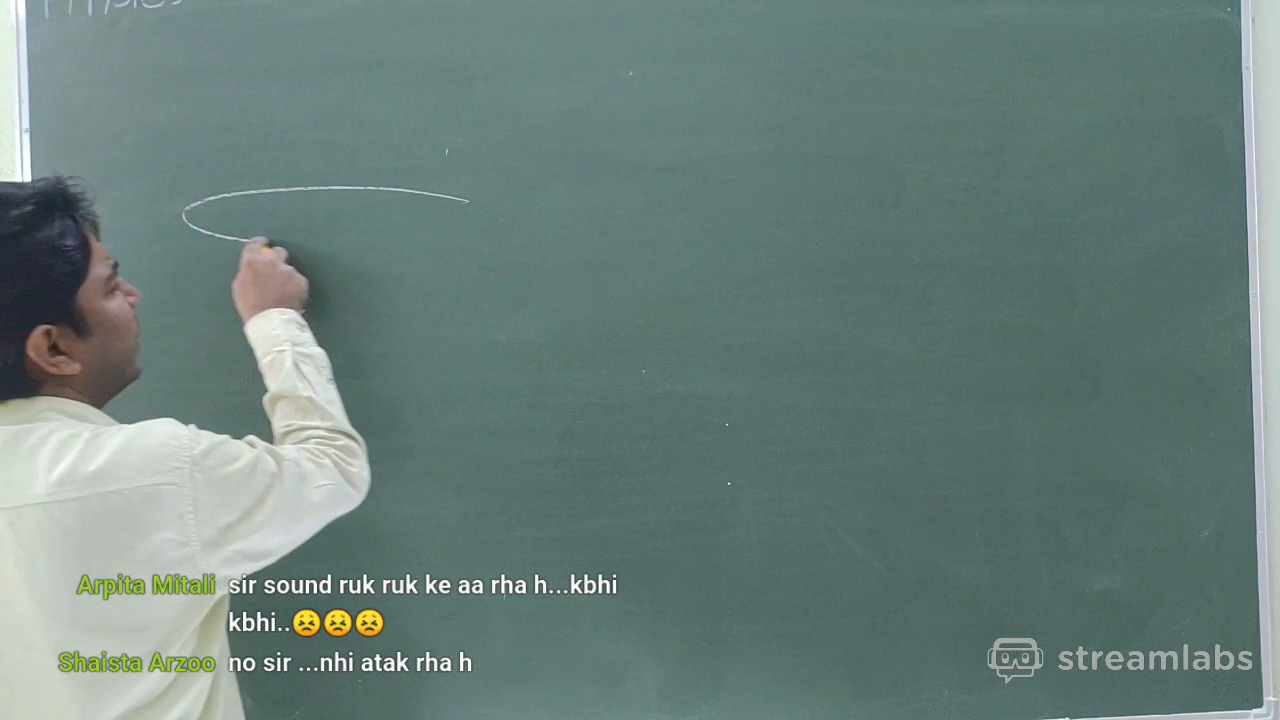 Arpita Mitali sir sound ruk ruk ke aa rha h...kbhi
kbhi..😣😣😣
Shaista Arzoo no sir ...nhi atak rha h
streamlabs